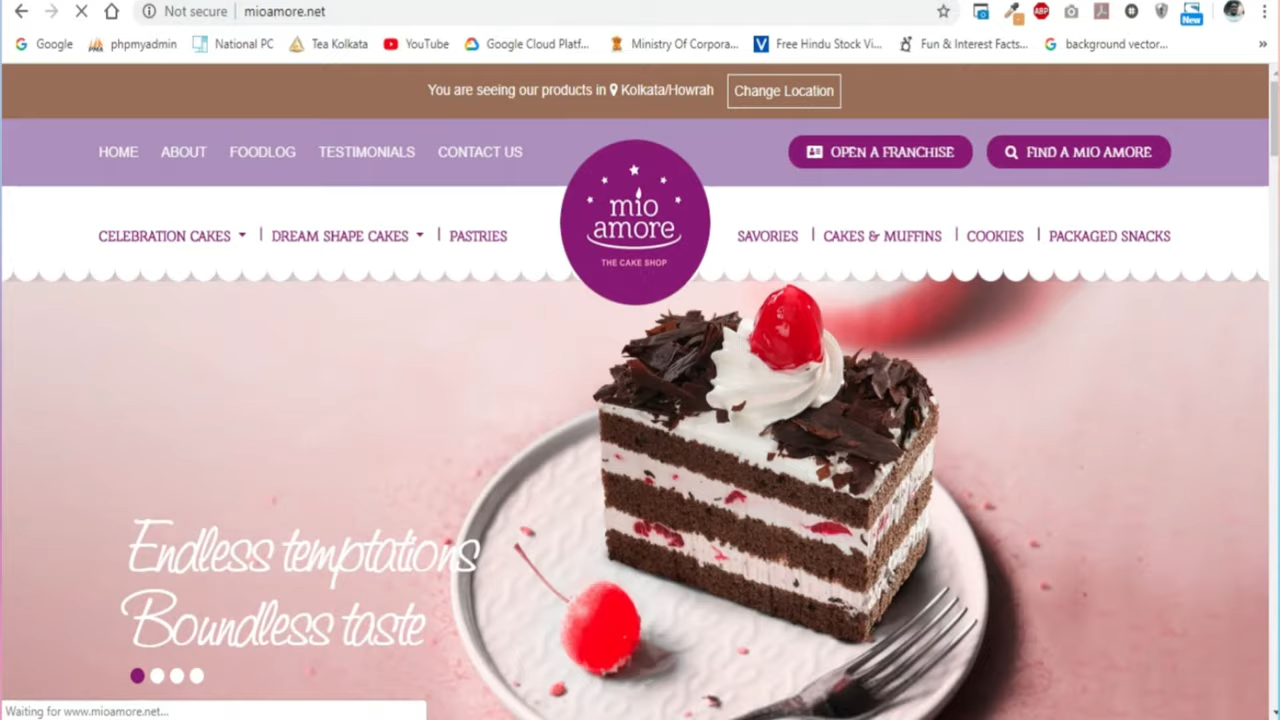 Not secure | mioamore.net
New
Google
phpmyadmin
National PC
Tea Kolkata
YouTube
Google Cloud Platf...
Ministry Of Corpora...
Free Hindu Stock Vi...
Fun & Interest Facts...
background vector...
»
You are seeing our products in Kolkata/Howrah
Change Location
HOME
ABOUT
FOODLOG
TESTIMONIALS
CONTACT US
OPEN A FRANCHISE
FIND A MIO AMORE
mio
amore
THE CAKE SHOP
CELEBRATION CAKES
DREAM SHAPE CAKES
PASTRIES
SAVORIES
CAKES & MUFFINS
COOKIES
PACKAGED SNACKS
Endless temptations
Boundless taste
Waiting for www.mioamore.net...